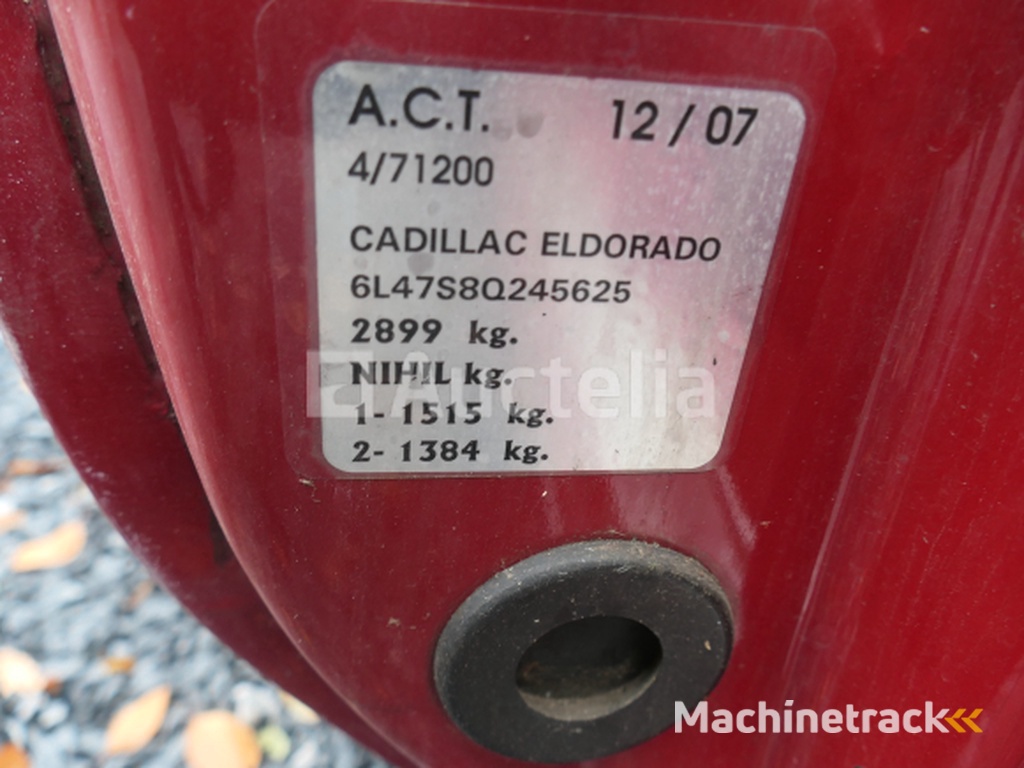 A.C.T. 12 / 07
4/71200
CADILLAC ELDORADO
6L47S8Q245625
2899 kg.
NIHIL kg.
Auctelia
1- 1515 kg.
2- 1384 kg.
Machinetrack